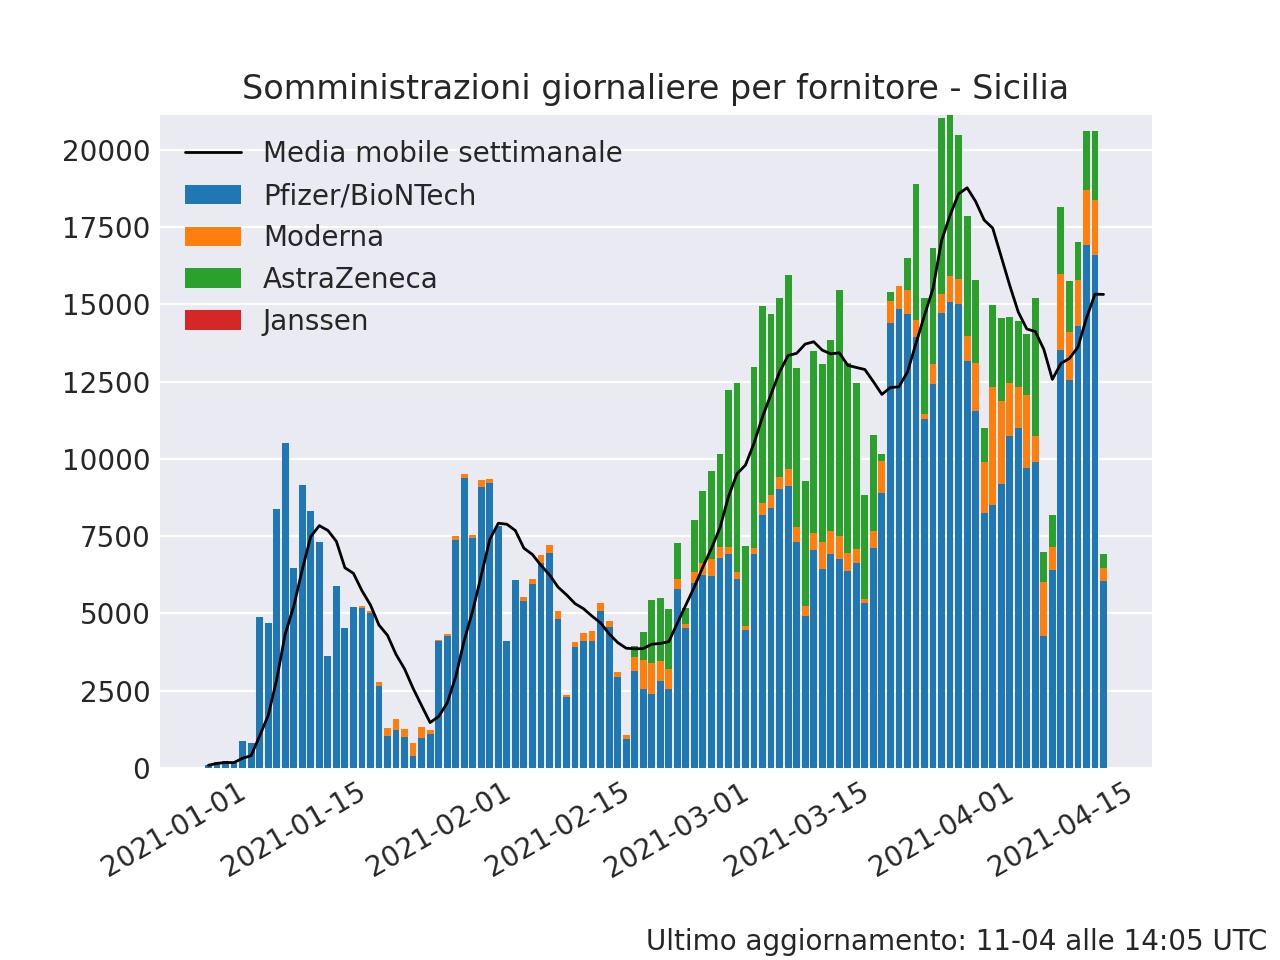 Somministrazioni giornaliere per fornitore - Sicilia
Media mobile settimanale
Pfizer/BioNTech
Moderna
AstraZeneca
Janssen
20000
17500
15000
12500
10000
7500
5000
2500
0
2021-01-01
2021-01-15
2021-02-01
2021-02-15
2021-03-01
2021-03-15
2021-04-01
2021-04-15
Ultimo aggiornamento: 11-04 alle 14:05 UTC